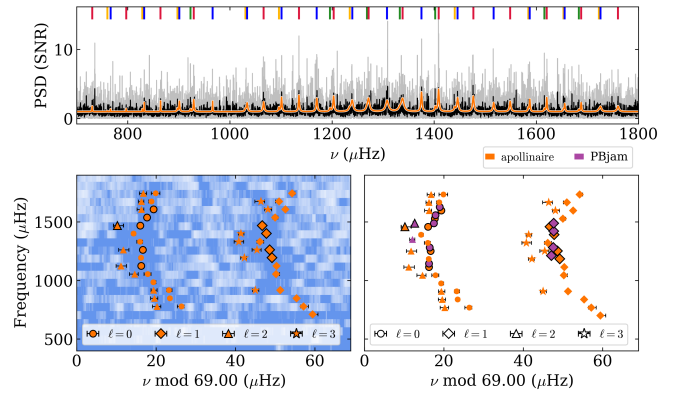 PSD (SNR)
10
0
800
1000
1200
1400
1600
1800
ν (μHz)
apollinaire
PBjam
Frequency (μHz)
1500
1000
500
ℓ = 0
ℓ = 1
ℓ = 2
ℓ = 3
ℓ = 0
ℓ = 1
ℓ = 2
ℓ = 3
0
20
40
60
0
20
40
60
ν mod 69.00 (μHz)
ν mod 69.00 (μHz)